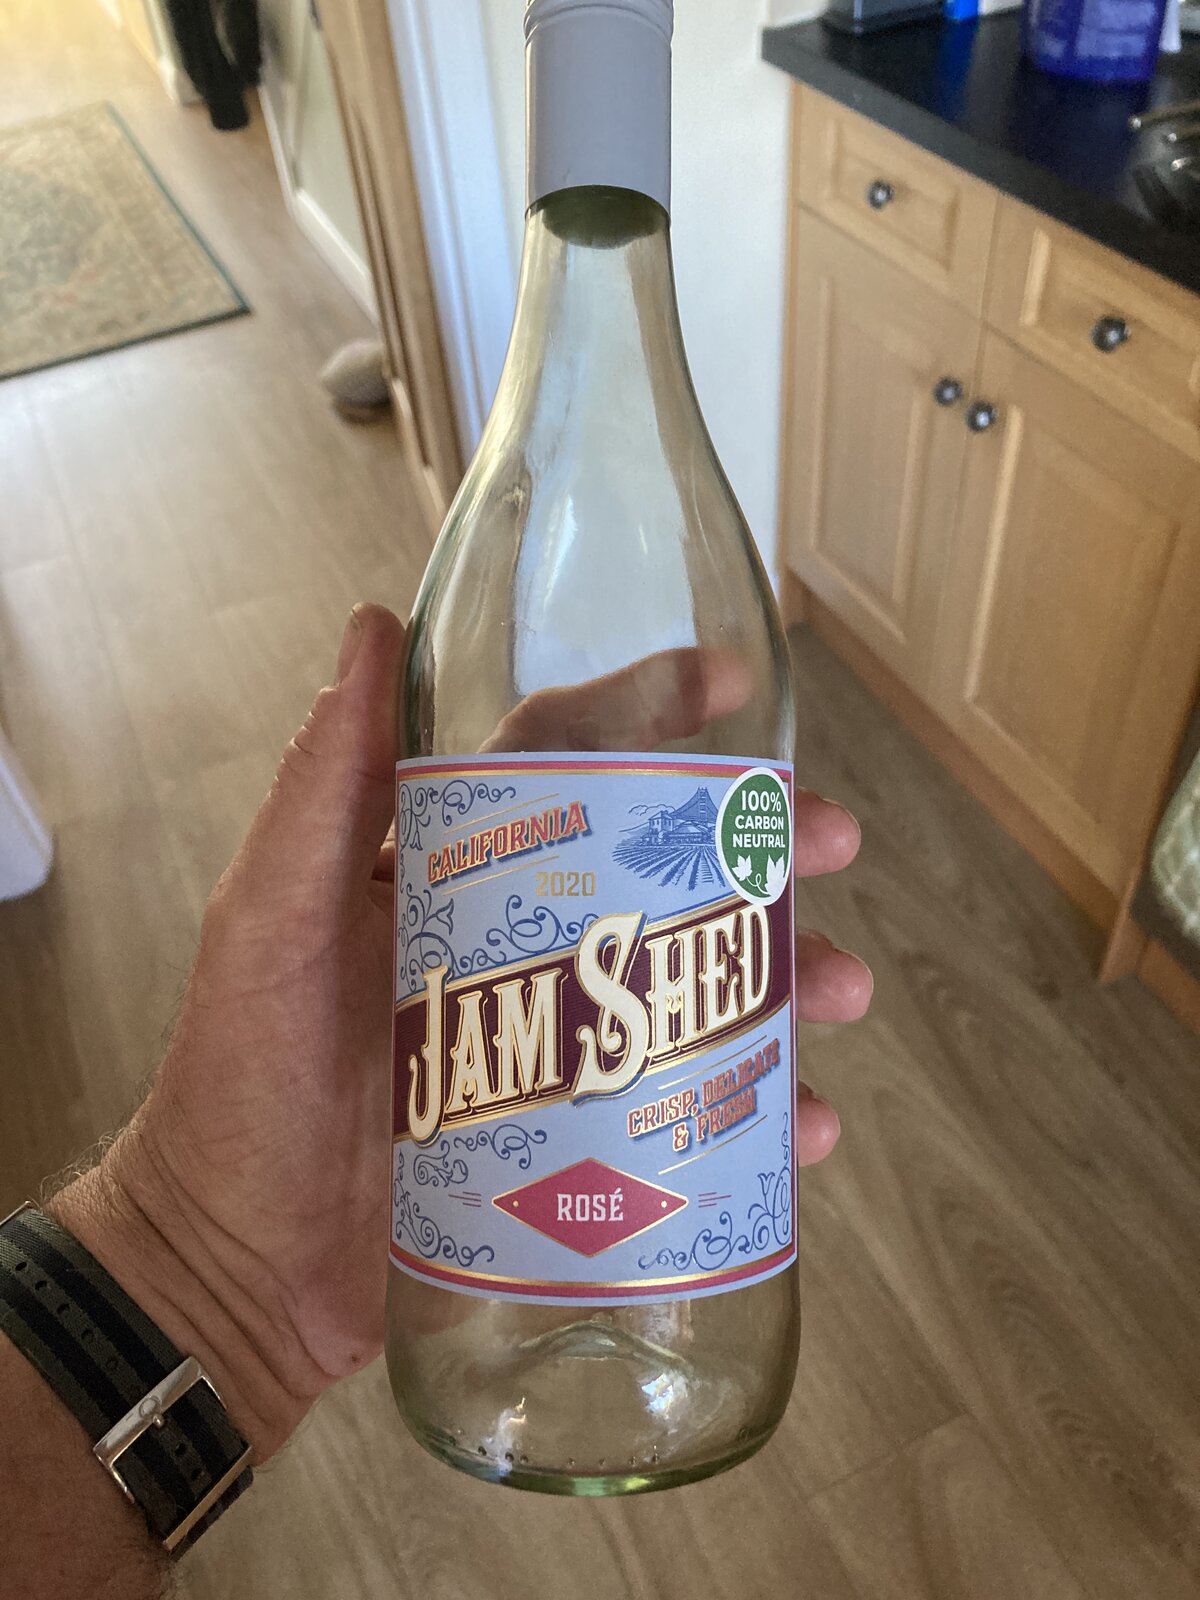 CALIFORNIA
2020
100%
CARBON
NEUTRAL
JAM SHED
CRISP, DELICATE
& FRESH
ROSÉ